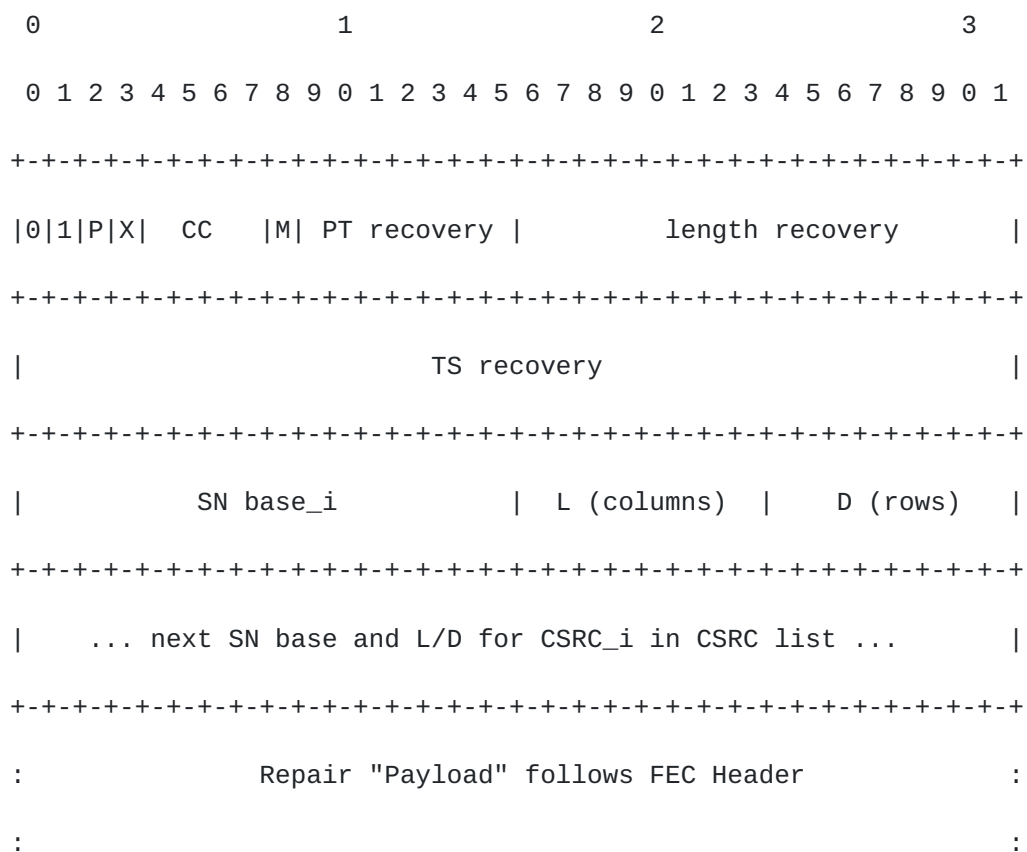 0                   1                   2                   3
 0 1 2 3 4 5 6 7 8 9 0 1 2 3 4 5 6 7 8 9 0 1 2 3 4 5 6 7 8 9 0 1
+-+-+-+-+-+-+-+-+-+-+-+-+-+-+-+-+-+-+-+-+-+-+-+-+-+-+-+-+-+-+-+-+
|0|1|P|X|  CC   |M| PT recovery |         length recovery       |
+-+-+-+-+-+-+-+-+-+-+-+-+-+-+-+-+-+-+-+-+-+-+-+-+-+-+-+-+-+-+-+-+
|                          TS recovery                          |
+-+-+-+-+-+-+-+-+-+-+-+-+-+-+-+-+-+-+-+-+-+-+-+-+-+-+-+-+-+-+-+-+
|           SN base_i           |  L (columns)  |    D (rows)   |
+-+-+-+-+-+-+-+-+-+-+-+-+-+-+-+-+-+-+-+-+-+-+-+-+-+-+-+-+-+-+-+-+
|    ... next SN base and L/D for CSRC_i in CSRC list ...       |
+-+-+-+-+-+-+-+-+-+-+-+-+-+-+-+-+-+-+-+-+-+-+-+-+-+-+-+-+-+-+-+-+
:               Repair "Payload" follows FEC Header             :
:                                                               :